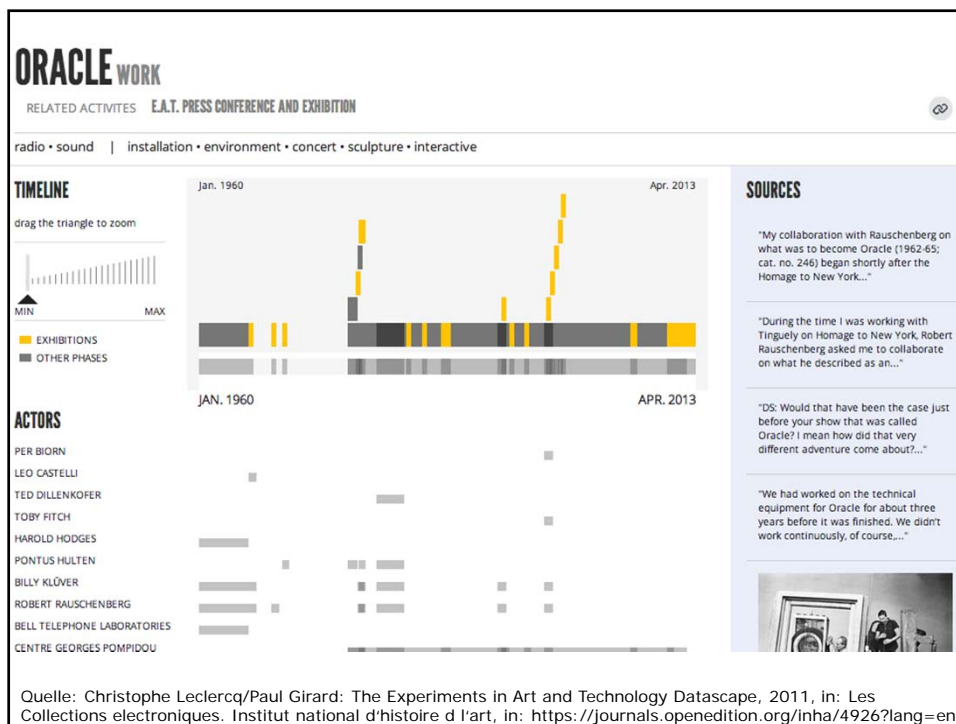 ORACLE WORK
RELATED ACTIVITES E.A.T. PRESS CONFERENCE AND EXHIBITION
radio • sound | installation • environment • concert • sculpture • interactive
TIMELINE
drag the triangle to zoom
MIN MAX
EXHIBITIONS
OTHER PHASES
Jan. 1960 Apr. 2013
JAN. 1960 APR. 2013
ACTORS
PER BIORN
LEO CASTELLI
TED DILLENKOFER
TOBY FITCH
HAROLD HODGES
PONTUS HULTEN
BILLY KLÜVER
ROBERT RAUSCHENBERG
BELL TELEPHONE LABORATORIES
CENTRE GEORGES POMPIDOU
SOURCES
"My collaboration with Rauschenberg on
what was to become Oracle (1962-65;
cat. no. 246) began shortly after the
Homage to New York..."
"During the time I was working with
Tinguely on Homage to New York, Robert
Rauschenberg asked me to collaborate
on what he described as an..."
"DS: Would that have been the case just
before your show that was called
Oracle? I mean how did that very
different adventure come about?..."
"We had worked on the technical
equipment for Oracle for about three
years before it was finished. We didn't
work continuously, of course,..."
Quelle: Christophe Leclercq/Paul Girard: The Experiments in Art and Technology Datascape, 2011, in: Les
Collections electroniques. Institut national d'histoire d l'art, in: https://journals.openedition.org/inha/4926?lang=en